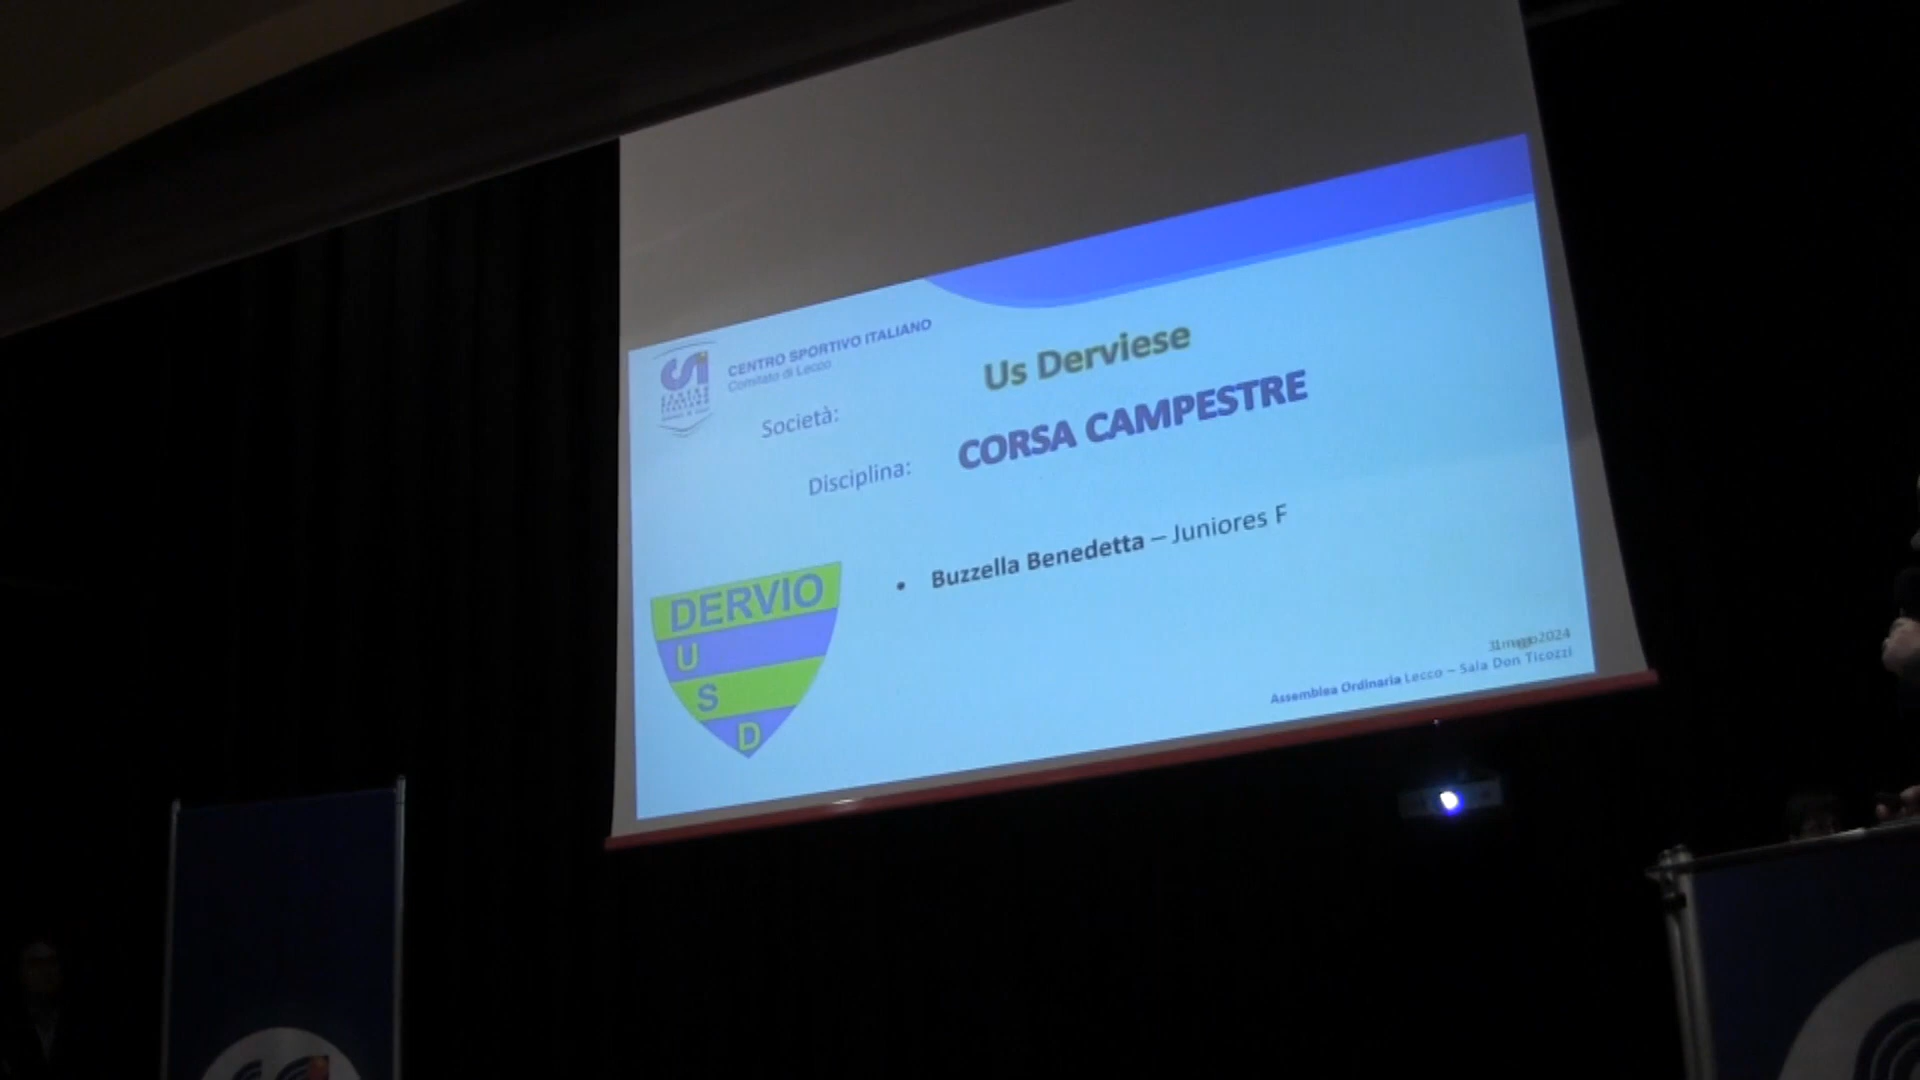 CENTRO SPORTIVO ITALIANO
Comitato di Lecco
Società:
Us Derviese
Disciplina:
CORSA CAMPESTRE
• Buzzella Benedetta – Juniores F
DERVIO
U
S
D
31 maggio 2024
Assemblea Ordinaria Lecco – Sala Don Ticozzi